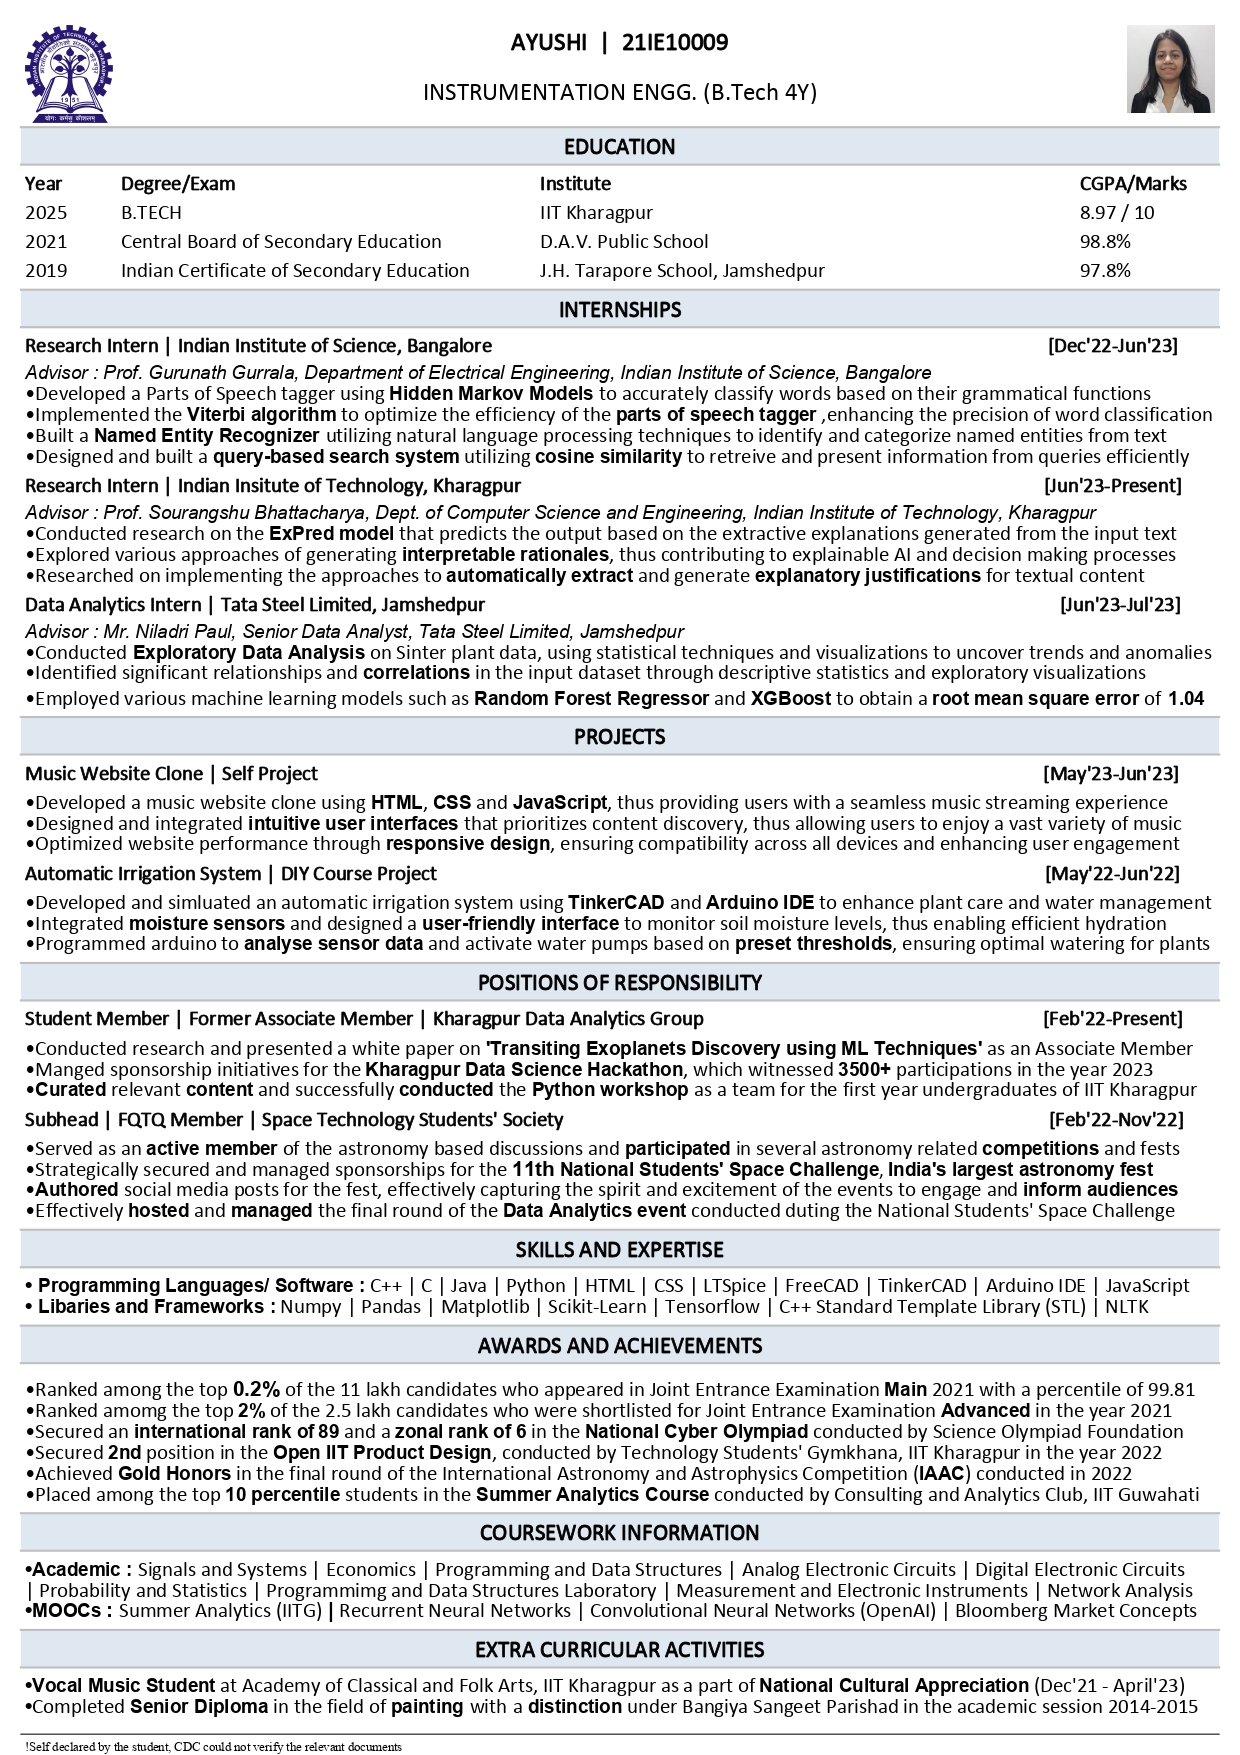 AYUSHI | 21IE10009
INSTRUMENTATION ENGG. (B.Tech 4Y)
1951
योगः कर्मसु कौशलम्
EDUCATION
Year Degree/Exam Institute CGPA/Marks
2025 B.TECH IIT Kharagpur 8.97 / 10
2021 Central Board of Secondary Education D.A.V. Public School 98.8%
2019 Indian Certificate of Secondary Education J.H. Tarapore School, Jamshedpur 97.8%
INTERNSHIPS
Research Intern | Indian Institute of Science, Bangalore [Dec'22-Jun'23]
Advisor : Prof. Gurunath Gurrala, Department of Electrical Engineering, Indian Institute of Science, Bangalore
•Developed a Parts of Speech tagger using Hidden Markov Models to accurately classify words based on their grammatical functions
•Implemented the Viterbi algorithm to optimize the efficiency of the parts of speech tagger ,enhancing the precision of word classification
•Built a Named Entity Recognizer utilizing natural language processing techniques to identify and categorize named entities from text
•Designed and built a query-based search system utilizing cosine similarity to retreive and present information from queries efficiently
Research Intern | Indian Insitute of Technology, Kharagpur [Jun'23-Present]
Advisor : Prof. Sourangshu Bhattacharya, Dept. of Computer Science and Engineering, Indian Institute of Technology, Kharagpur
•Conducted research on the ExPred model that predicts the output based on the extractive explanations generated from the input text
•Explored various approaches of generating interpretable rationales, thus contributing to explainable AI and decision making processes
•Researched on implementing the approaches to automatically extract and generate explanatory justifications for textual content
Data Analytics Intern | Tata Steel Limited, Jamshedpur [Jun'23-Jul'23]
Advisor : Mr. Niladri Paul, Senior Data Analyst, Tata Steel Limited, Jamshedpur
•Conducted Exploratory Data Analysis on Sinter plant data, using statistical techniques and visualizations to uncover trends and anomalies
•Identified significant relationships and correlations in the input dataset through descriptive statistics and exploratory visualizations
•Employed various machine learning models such as Random Forest Regressor and XGBoost to obtain a root mean square error of 1.04
PROJECTS
Music Website Clone | Self Project [May'23-Jun'23]
•Developed a music website clone using HTML, CSS and JavaScript, thus providing users with a seamless music streaming experience
•Designed and integrated intuitive user interfaces that prioritizes content discovery, thus allowing users to enjoy a vast variety of music
•Optimized website performance through responsive design, ensuring compatibility across all devices and enhancing user engagement
Automatic Irrigation System | DIY Course Project [May'22-Jun'22]
•Developed and simluated an automatic irrigation system using TinkerCAD and Arduino IDE to enhance plant care and water management
•Integrated moisture sensors and designed a user-friendly interface to monitor soil moisture levels, thus enabling efficient hydration
•Programmed arduino to analyse sensor data and activate water pumps based on preset thresholds, ensuring optimal watering for plants
POSITIONS OF RESPONSIBILITY
Student Member | Former Associate Member | Kharagpur Data Analytics Group [Feb'22-Present]
•Conducted research and presented a white paper on 'Transiting Exoplanets Discovery using ML Techniques' as an Associate Member
•Manged sponsorship initiatives for the Kharagpur Data Science Hackathon, which witnessed 3500+ participations in the year 2023
•Curated relevant content and successfully conducted the Python workshop as a team for the first year undergraduates of IIT Kharagpur
Subhead | FQTQ Member | Space Technology Students' Society [Feb'22-Nov'22]
•Served as an active member of the astronomy based discussions and participated in several astronomy related competitions and fests
•Strategically secured and managed sponsorships for the 11th National Students' Space Challenge, India's largest astronomy fest
•Authored social media posts for the fest, effectively capturing the spirit and excitement of the events to engage and inform audiences
•Effectively hosted and managed the final round of the Data Analytics event conducted duting the National Students' Space Challenge
SKILLS AND EXPERTISE
• Programming Languages/ Software : C++ | C | Java | Python | HTML | CSS | LTSpice | FreeCAD | TinkerCAD | Arduino IDE | JavaScript
• Libaries and Frameworks : Numpy | Pandas | Matplotlib | Scikit-Learn | Tensorflow | C++ Standard Template Library (STL) | NLTK
AWARDS AND ACHIEVEMENTS
•Ranked among the top 0.2% of the 11 lakh candidates who appeared in Joint Entrance Examination Main 2021 with a percentile of 99.81
•Ranked amomg the top 2% of the 2.5 lakh candidates who were shortlisted for Joint Entrance Examination Advanced in the year 2021
•Secured an international rank of 89 and a zonal rank of 6 in the National Cyber Olympiad conducted by Science Olympiad Foundation
•Secured 2nd position in the Open IIT Product Design, conducted by Technology Students' Gymkhana, IIT Kharagpur in the year 2022
•Achieved Gold Honors in the final round of the International Astronomy and Astrophysics Competition (IAAC) conducted in 2022
•Placed among the top 10 percentile students in the Summer Analytics Course conducted by Consulting and Analytics Club, IIT Guwahati
COURSEWORK INFORMATION
•Academic : Signals and Systems | Economics | Programming and Data Structures | Analog Electronic Circuits | Digital Electronic Circuits
| Probability and Statistics | Programmimg and Data Structures Laboratory | Measurement and Electronic Instruments | Network Analysis
•MOOCs : Summer Analytics (IITG) | Recurrent Neural Networks | Convolutional Neural Networks (OpenAI) | Bloomberg Market Concepts
EXTRA CURRICULAR ACTIVITIES
•Vocal Music Student at Academy of Classical and Folk Arts, IIT Kharagpur as a part of National Cultural Appreciation (Dec'21 - April'23)
•Completed Senior Diploma in the field of painting with a distinction under Bangiya Sangeet Parishad in the academic session 2014-2015
!Self declared by the student, CDC could not verify the relevant documents